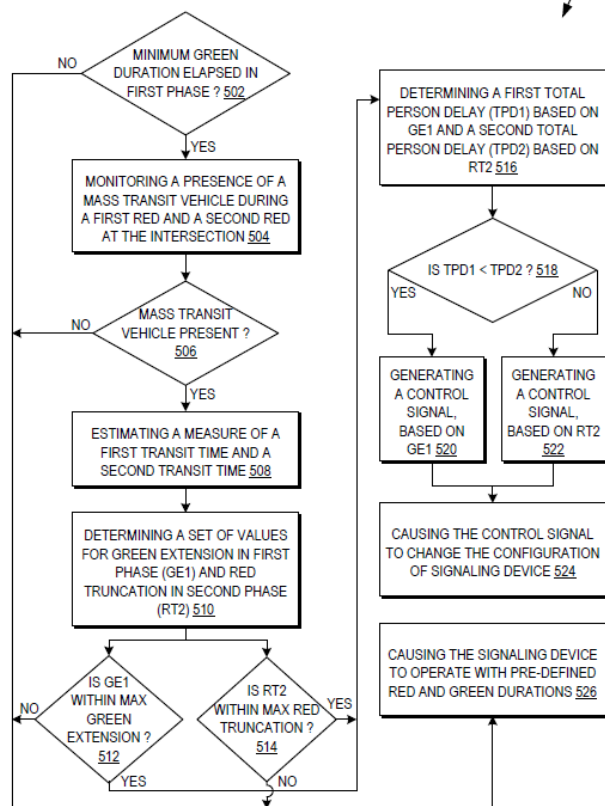 MINIMUM GREEN
DURATION ELAPSED IN
FIRST PHASE ? 502
NO
YES
MONITORING A PRESENCE OF A
MASS TRANSIT VEHICLE DURING
A FIRST RED AND A SECOND RED
AT THE INTERSECTION 504
MASS TRANSIT
VEHICLE PRESENT ?
506
NO
YES
ESTIMATING A MEASURE OF A
FIRST TRANSIT TIME AND A
SECOND TRANSIT TIME 508
DETERMINING A SET OF VALUES
FOR GREEN EXTENSION IN FIRST
PHASE (GE1) AND RED
TRUNCATION IN SECOND PHASE
(RT2) 510
IS GE1
WITHIN MAX
GREEN
EXTENSION ?
512
NO
YES
IS RT2
WITHIN MAX RED
TRUNCATION ?
514
YES
NO
DETERMINING A FIRST TOTAL
PERSON DELAY (TPD1) BASED ON
GE1 AND A SECOND TOTAL
PERSON DELAY (TPD2) BASED ON
RT2 516
IS TPD1 < TPD2 ? 518
YES
NO
GENERATING
A CONTROL
SIGNAL,
BASED ON
GE1 520
GENERATING
A CONTROL
SIGNAL,
BASED ON RT2
522
CAUSING THE CONTROL SIGNAL
TO CHANGE THE CONFIGURATION
OF SIGNALING DEVICE 524
CAUSING THE SIGNALING DEVICE
TO OPERATE WITH PRE-DEFINED
RED AND GREEN DURATIONS 526